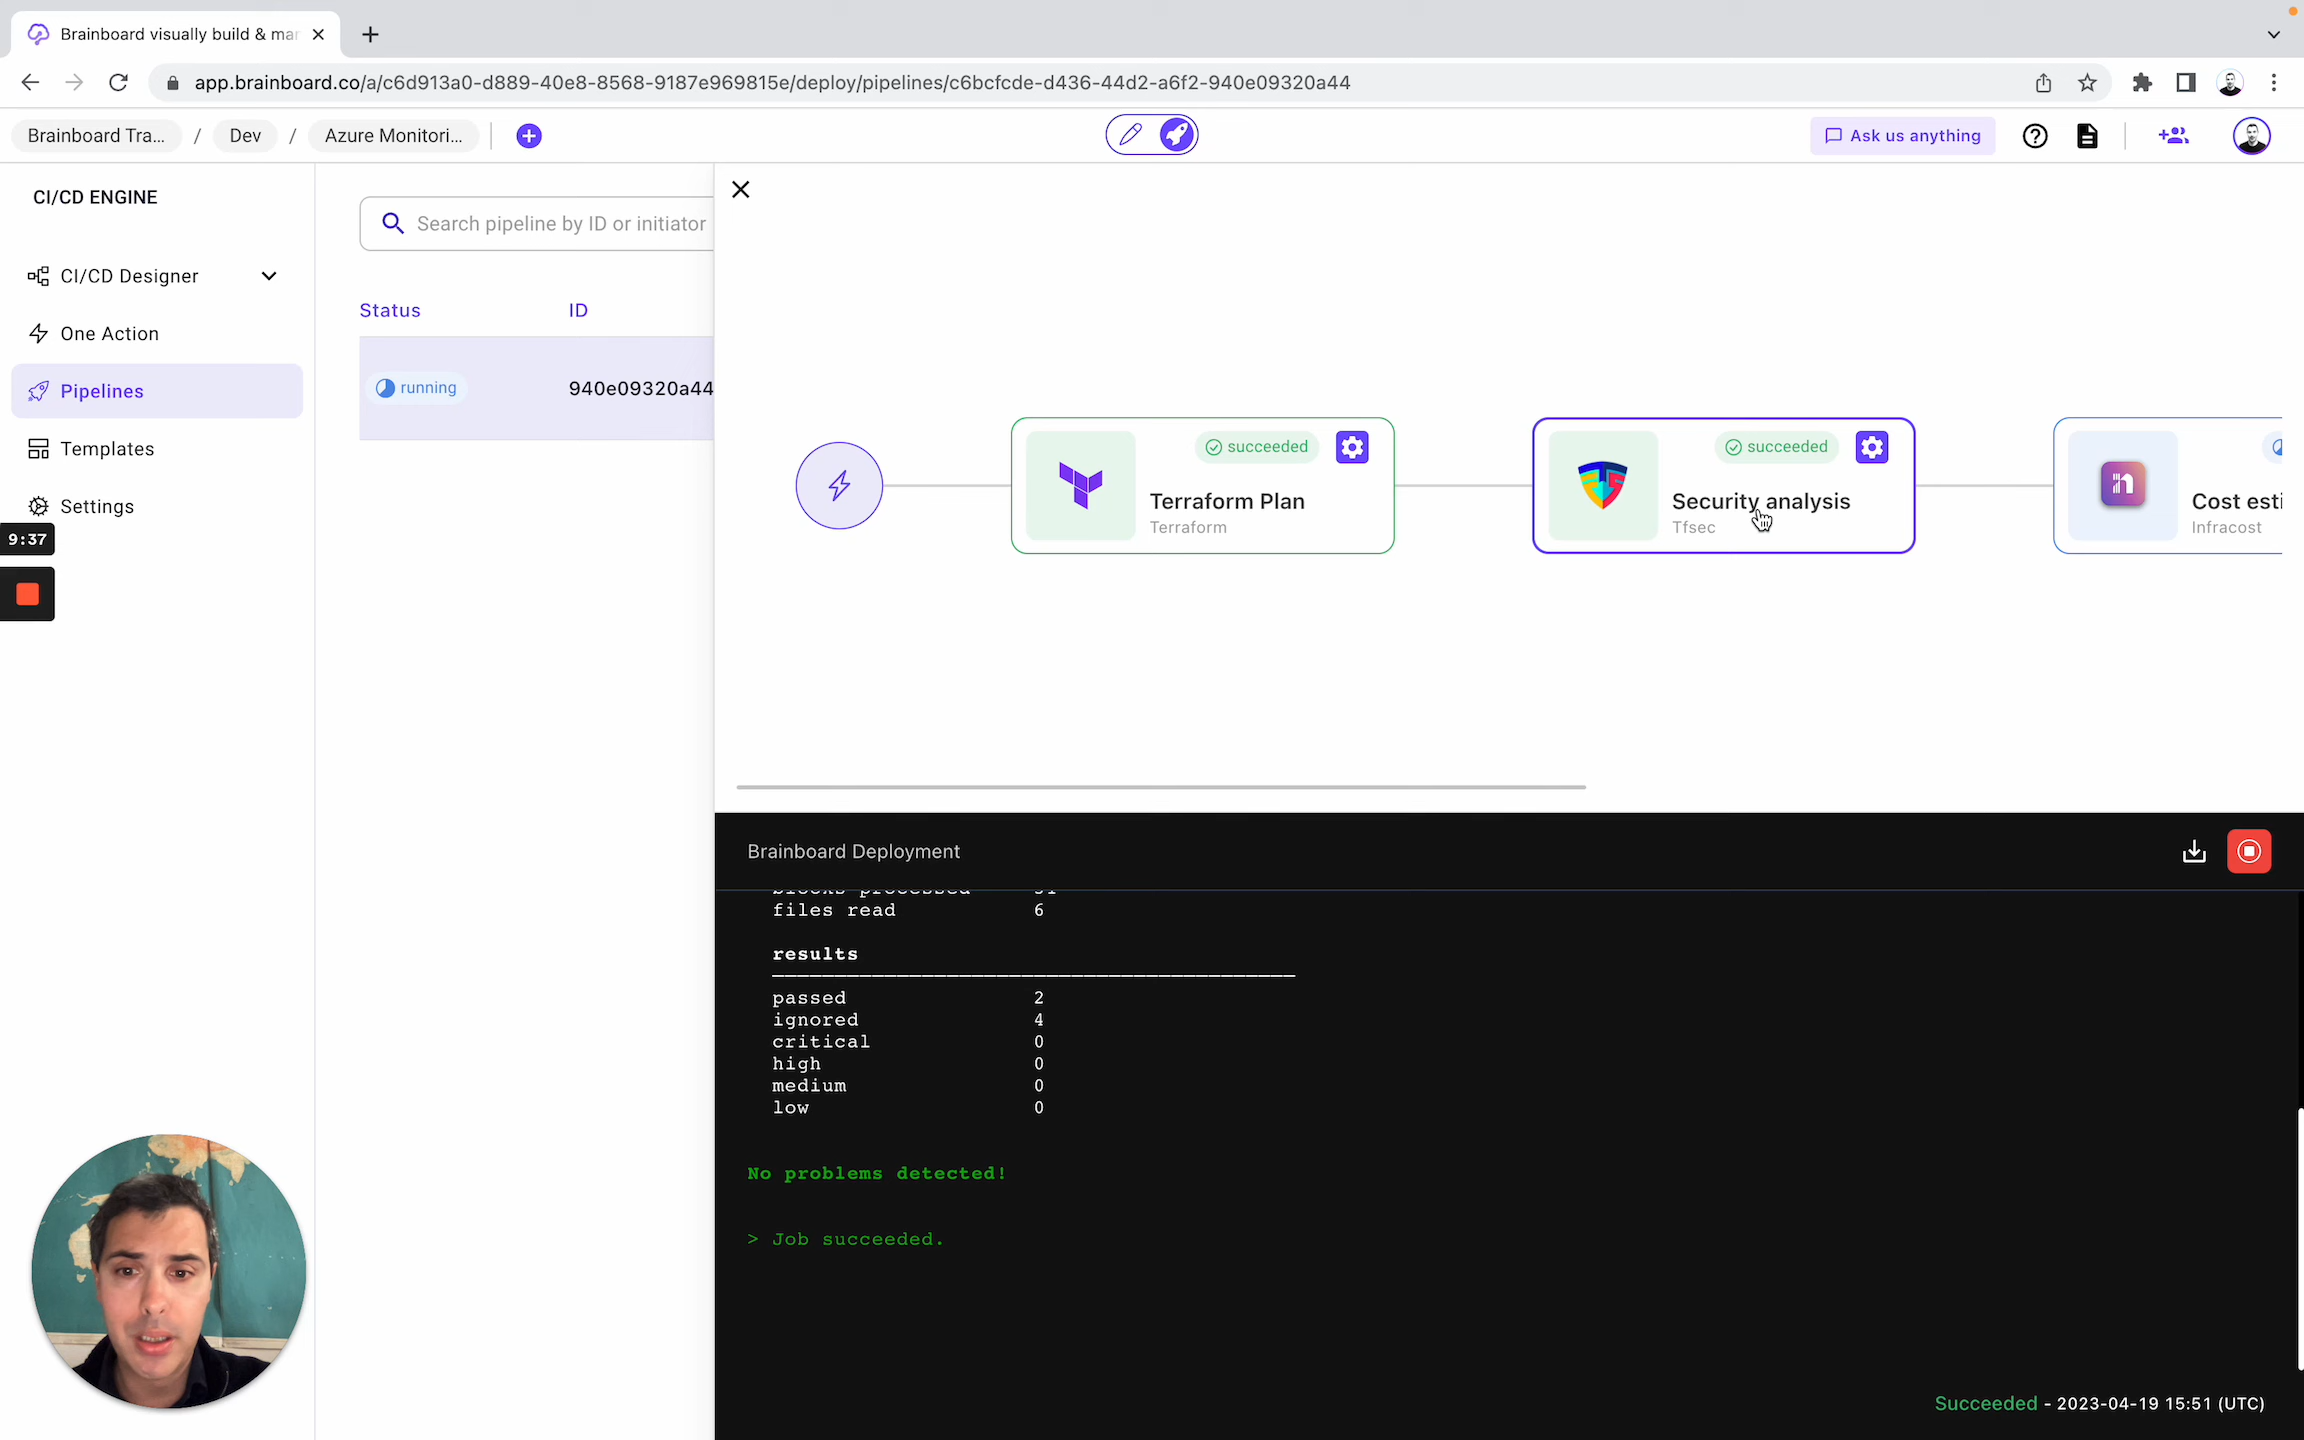 Brainboard visually build & mar
app.brainboard.co/a/c6d913a0-d889-40e8-8568-9187e969815e/deploy/pipelines/c6bcfcde-d436-44d2-a6f2-940e09320a44
Brainboard Tra... / Dev / Azure Monitori...
Ask us anything
CI/CD ENGINE
CI/CD Designer
One Action
Pipelines
Templates
Settings
9:37
Search pipeline by ID or initiator
Status ID
running 940e09320a44
succeeded
Terraform Plan
Terraform
succeeded
Security analysis
Tfsec
Cost esti
Infracost
Brainboard Deployment
blocks processed
files read 6
results
passed 2
ignored 4
critical 0
high 0
medium 0
low 0
No problems detected!
> Job succeeded.
Succeeded - 2023-04-19 15:51 (UTC)